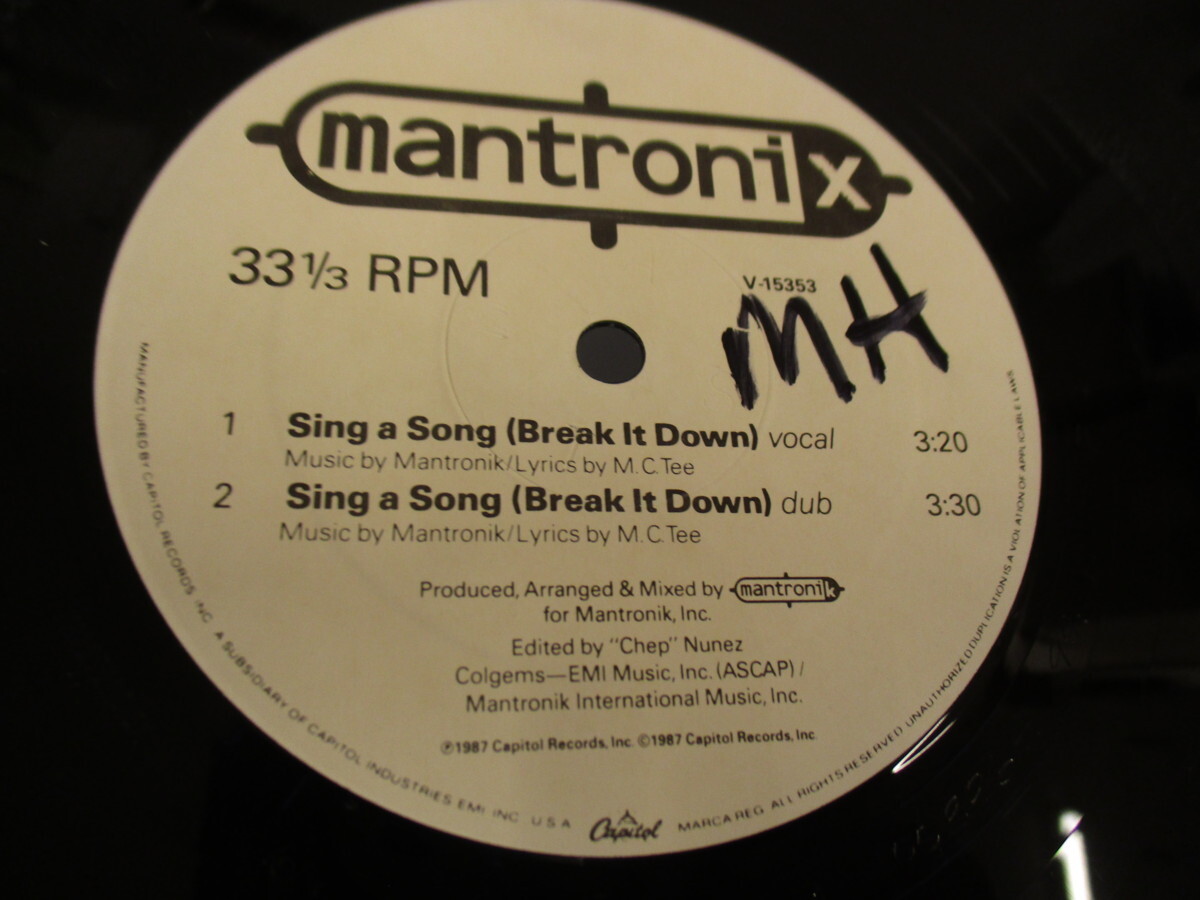 mantronix
33 1/3 RPM
V-15353
MH
1 Sing a Song (Break It Down) vocal 3:20
Music by Mantronik/Lyrics by M.C.Tee
2 Sing a Song (Break It Down) dub 3:30
Music by Mantronik/Lyrics by M.C.Tee
Produced, Arranged & Mixed by mantronik
for Mantronik, Inc.
Edited by "Chep" Nunez
Colgems—EMI Music, Inc. (ASCAP) /
Mantronik International Music, Inc.
℗1987 Capitol Records, Inc. ©1987 Capitol Records, Inc.
MANUFACTURED BY CAPITOL RECORDS, INC. A SUBSIDIARY OF CAPITOL INDUSTRIES EMI INC. U.S.A. Capitol MARCA REG. ALL RIGHTS RESERVED UNAUTHORIZED DUPLICATION IS A VIOLATION OF APPLICABLE LAWS